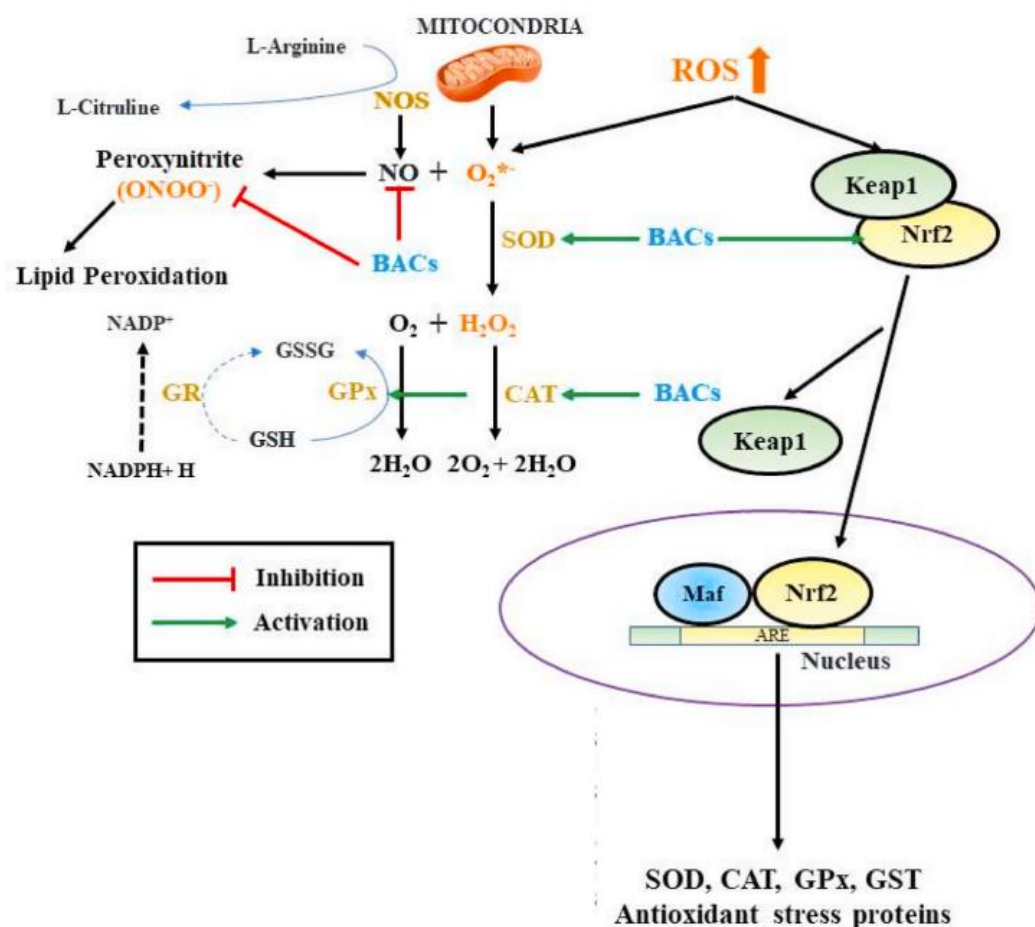 MITOCONDRIA
L-Arginine
ROS
NOS
L-Citruline
Peroxynitrite
(ONOO⁻)
NO + O₂*⁻
Keap1
Nrf2
SOD
BACs
BACs
Lipid Peroxidation
NADP⁺
O₂ + H₂O₂
GSSG
GR
GPx
CAT
BACs
GSH
Keap1
NADPH+ H
2H₂O
2O₂ + 2H₂O
Inhibition
Activation
Maf
Nrf2
ARE
Nucleus
SOD, CAT, GPx, GST
Antioxidant stress proteins